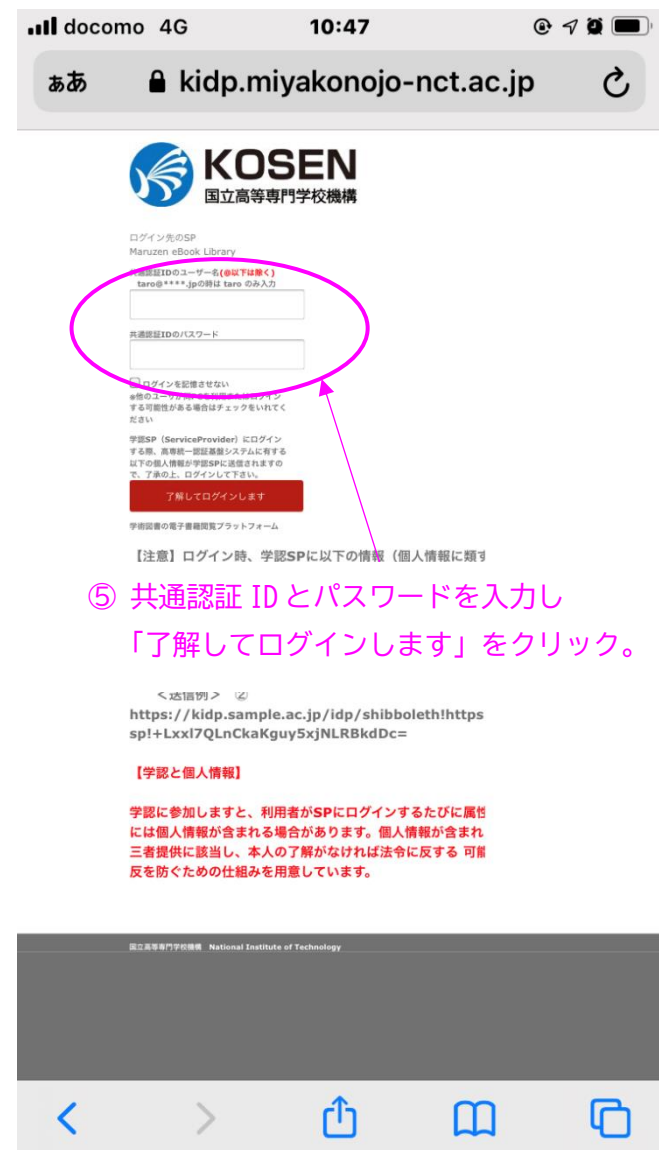 docomo 4G 10:47
ぁあ kidp.miyakonojo-nct.ac.jp
KOSEN
国立高等専門学校機構
ログイン先のSP
Maruzen eBook Library
共通認証IDのユーザー名(@以下は除く)
taro@****.jpの時は taro のみ入力
共通認証IDのパスワード
ログインを記憶させない
する可能性がある場合はチェックをいれてく
ださい
学認SP（ServiceProvider）にログイン
する際、高専統一認証基盤システムに有する
以下の個人情報が学認SPに送信されますの
で、了承の上、ログインして下さい。
了解してログインします
学術図書の電子書籍閲覧プラットフォーム
【注意】ログイン時、学認SPに以下の情報（個人情報に類す
⑤ 共通認証 ID とパスワードを入力し
「了解してログインします」をクリック。
＜送信例＞ ②
https://kidp.sample.ac.jp/idp/shibboleth!https
sp!+Lxxl7QLnCkaKguy5xjNLRBkdDc=
【学認と個人情報】
学認に参加しますと、利用者がSPにログインするたびに属性
には個人情報が含まれる場合があります。個人情報が含まれ
三者提供に該当し、本人の了解がなければ法令に反する 可能
反を防ぐための仕組みを用意しています。
国立高等専門学校機構 National Institute of Technology